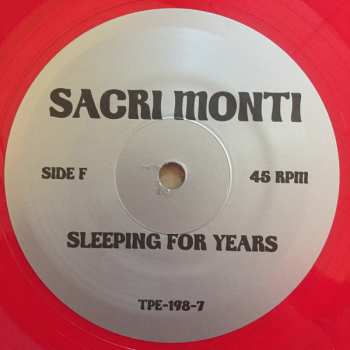 SACRI MONTI
SIDE F
45 RPM
SLEEPING FOR YEARS
TPE-198-7